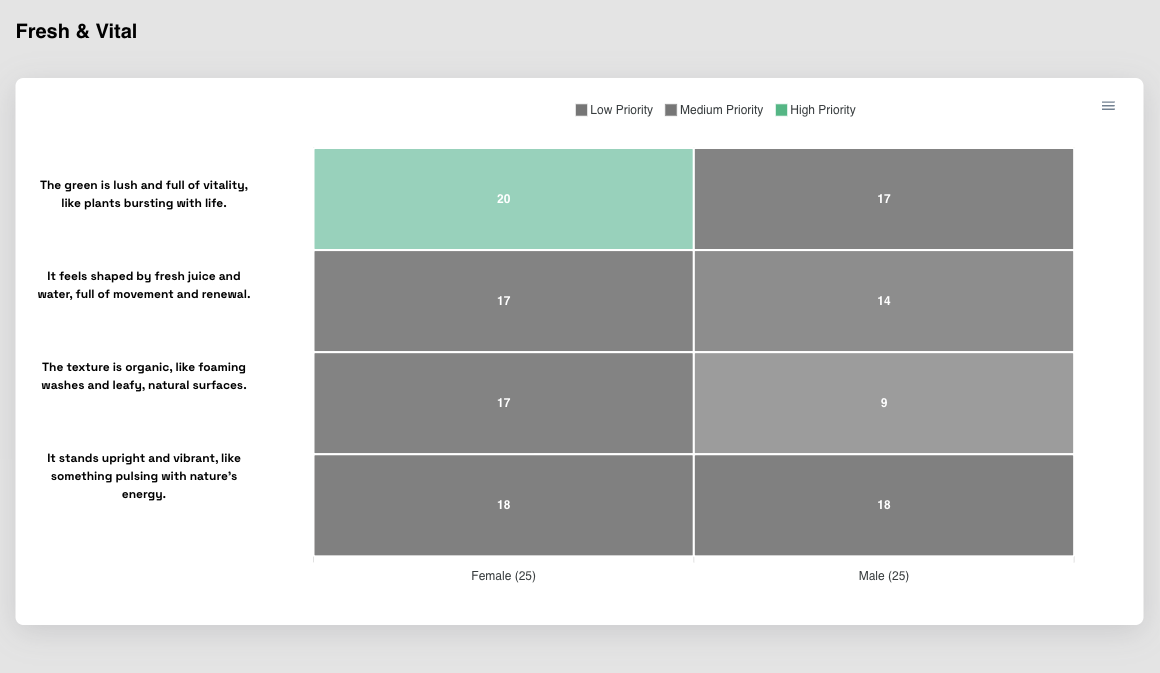 Fresh & Vital
Low Priority
Medium Priority
High Priority
The green is lush and full of vitality,
like plants bursting with life.
20
17
It feels shaped by fresh juice and
water, full of movement and renewal.
17
14
The texture is organic, like foaming
washes and leafy, natural surfaces.
17
9
It stands upright and vibrant, like
something pulsing with nature's
energy.
18
18
Female (25)
Male (25)